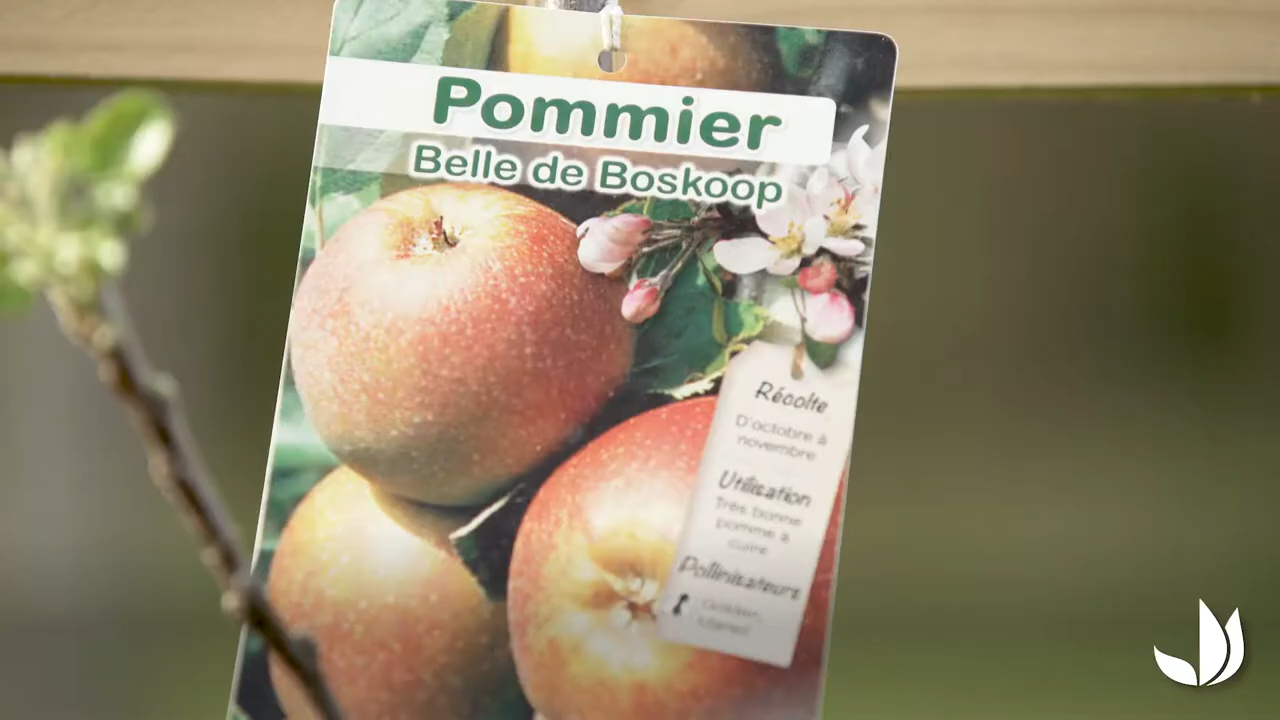 Pommier
Belle de Boskoop
Récolte
D'octobre à
novembre
Utilisation
Très bonne
pomme à
cuire
Pollinisateurs